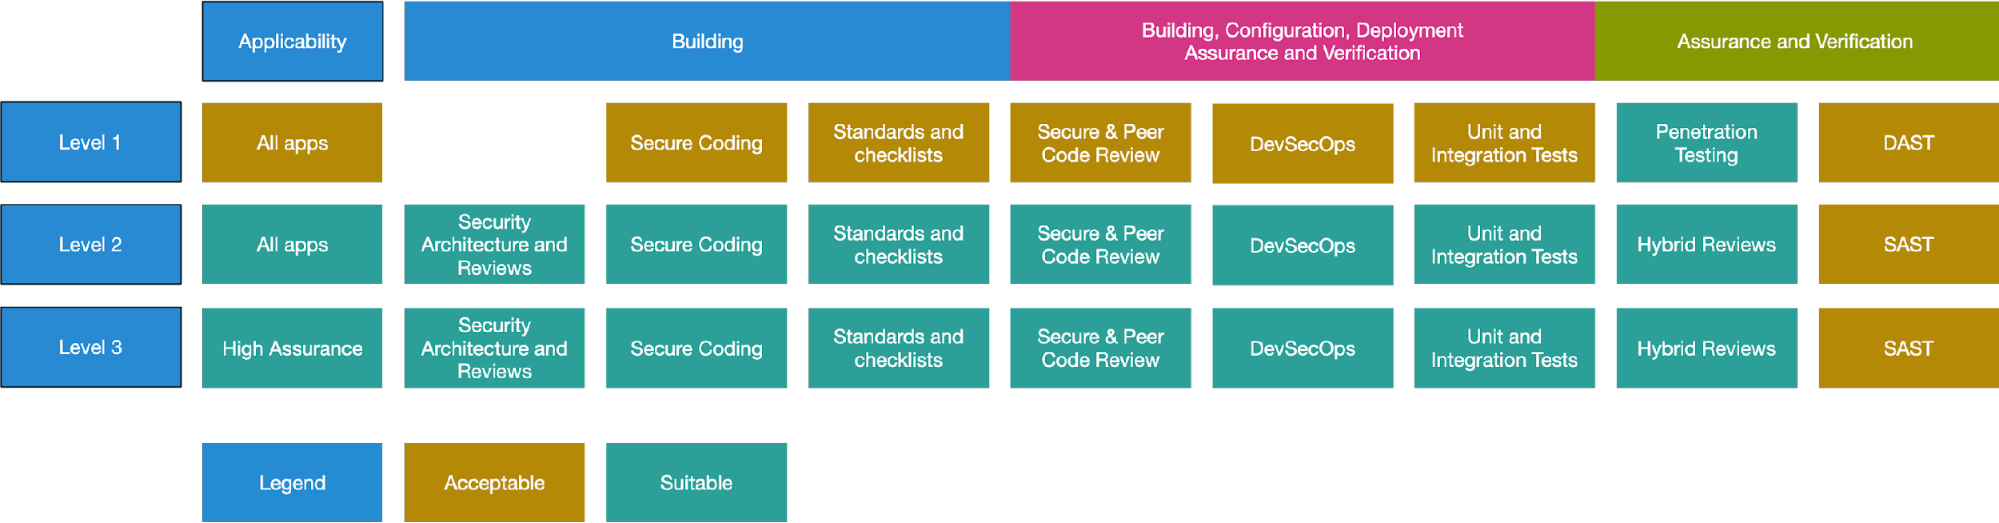 Applicability
Building
Building, Configuration, Deployment
Assurance and Verification
Assurance and Verification
Level 1
All apps
Secure Coding
Standards and
checklists
Secure & Peer
Code Review
DevSecOps
Unit and
Integration Tests
Penetration
Testing
DAST
Level 2
All apps
Security
Architecture and
Reviews
Secure Coding
Standards and
checklists
Secure & Peer
Code Review
DevSecOps
Unit and
Integration Tests
Hybrid Reviews
SAST
Level 3
High Assurance
Security
Architecture and
Reviews
Secure Coding
Standards and
checklists
Secure & Peer
Code Review
DevSecOps
Unit and
Integration Tests
Hybrid Reviews
SAST
Legend
Acceptable
Suitable